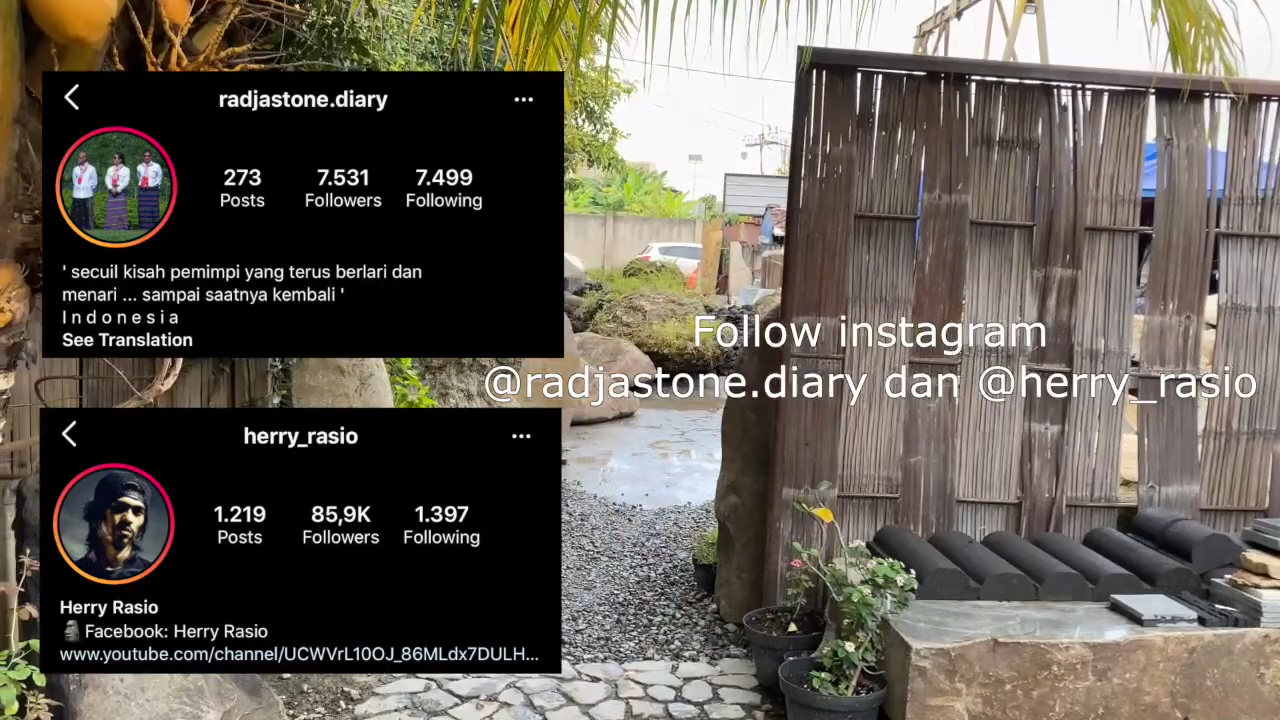 radjastone.diary
273
7.531
7.499
Posts
Followers
Following
' secuil kisah pemimpi yang terus berlari dan
menari ... sampai saatnya kembali '
I n d o n e s i a
See Translation
Follow instagram
@radjastone.diary dan @herry_rasio
herry_rasio
1.219
85,9K
1.397
Posts
Followers
Following
Herry Rasio
Facebook: Herry Rasio
www.youtube.com/channel/UCWVrL10OJ_86MLdx7DULH...